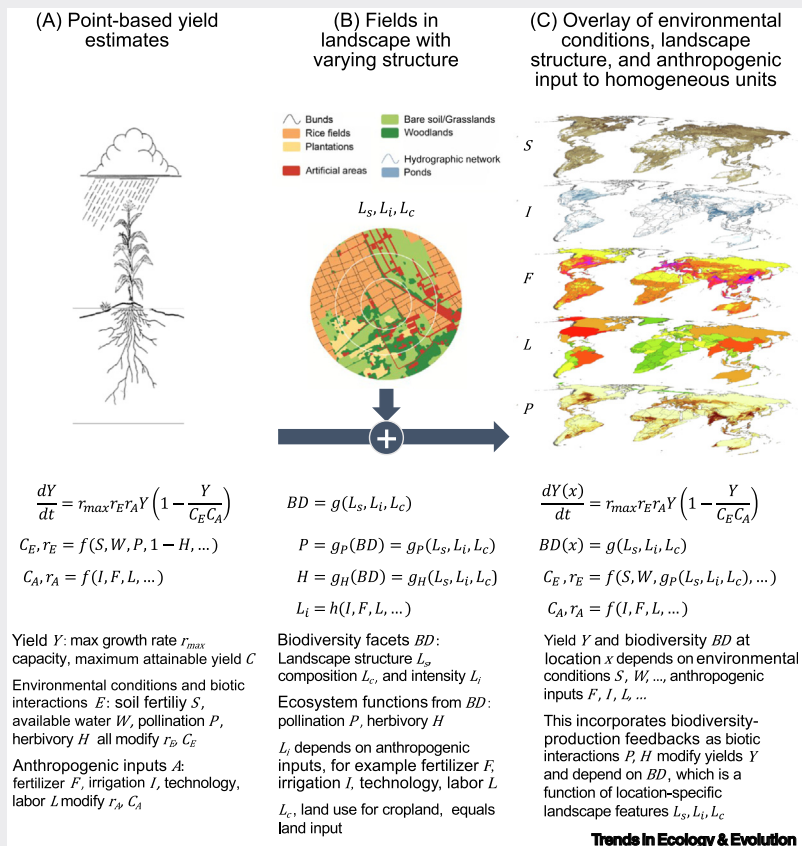 (A) Point-based yield
estimates
(B) Fields in
landscape with
varying structure
(C) Overlay of environmental
conditions, landscape
structure, and anthropogenic
input to homogeneous units
Bunds
Rice fields
Plantations
Artificial areas
Bare soil/Grasslands
Woodlands
Hydrographic network
Ponds
L_s, L_i, L_c
+
S
I
F
L
P
dY/dt = r_max r_E r_A Y (1 − Y/(C_E C_A))
C_E, r_E = f(S, W, P, 1 − H, ...)
C_A, r_A = f(I, F, L, ...)
Yield Y: max growth rate r_max
capacity, maximum attainable yield C
Environmental conditions and biotic
interactions E: soil fertiliy S,
available water W, pollination P,
herbivory H all modify r_E, C_E
Anthropogenic inputs A:
fertilizer F, irrigation I, technology,
labor L modify r_A, C_A
BD = g(L_s, L_i, L_c)
P = g_P(BD) = g_P(L_s, L_i, L_c)
H = g_H(BD) = g_H(L_s, L_i, L_c)
L_i = h(I, F, L, ...)
Biodiversity facets BD:
Landscape structure L_s,
composition L_c, and intensity L_i
Ecosystem functions from BD:
pollination P, herbivory H
L_i depends on anthropogenic
inputs, for example fertilizer F,
irrigation I, technology, labor L
L_c, land use for cropland, equals
land input
dY(x)/dt = r_max r_E r_A Y (1 − Y/(C_E C_A))
BD(x) = g(L_s, L_i, L_c)
C_E, r_E = f(S, W, g_P(L_s, L_i, L_c), ...)
C_A, r_A = f(I, F, L, ...)
Yield Y and biodiversity BD at
location x depends on environmental
conditions S, W, ..., anthropogenic
inputs F, I, L, ...
This incorporates biodiversity-
production feedbacks as biotic
interactions P, H modify yields Y
and depend on BD, which is a
function of location-specific
landscape features L_s, L_i, L_c
Trends in Ecology & Evolution